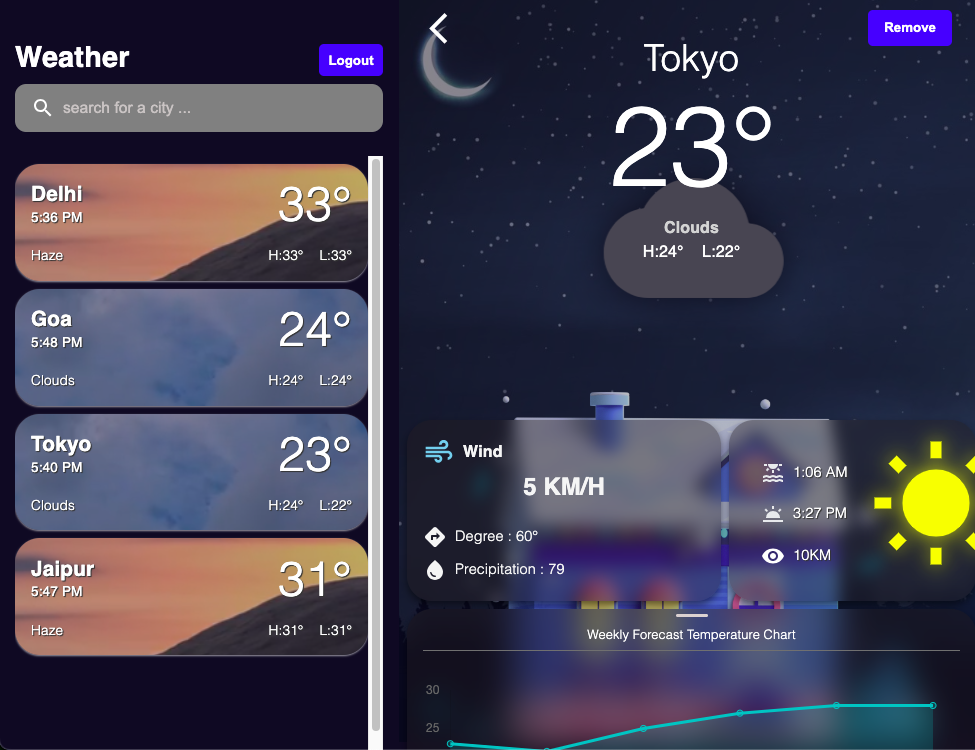 Weather
Logout
search for a city ...
Delhi
33°
5:36 PM
Haze
H:33° L:33°
Goa
24°
5:48 PM
Clouds
H:24° L:24°
Tokyo
23°
5:40 PM
Clouds
H:24° L:22°
Jaipur
31°
5:47 PM
Haze
H:31° L:31°
Remove
Tokyo
23°
Clouds
H:24° L:22°
Wind
5 KM/H
Degree : 60°
Precipitation : 79
1:06 AM
3:27 PM
10KM
Weekly Forecast Temperature Chart
30
25